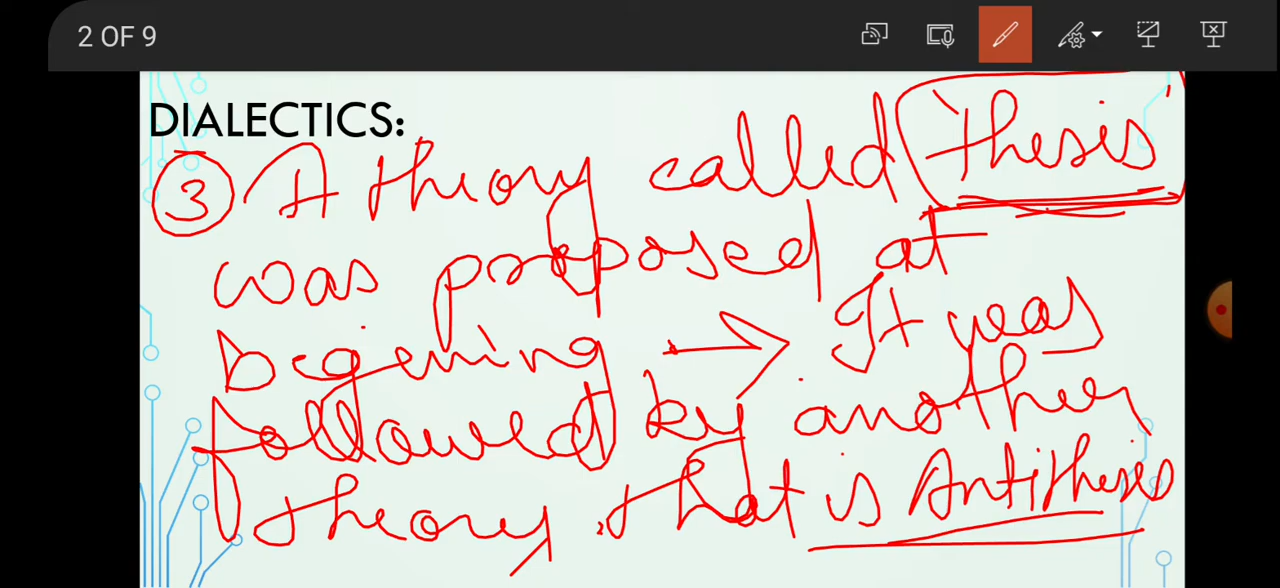 2 OF 9
DIALECTICS:
③ A theory called 'Thesis'
was proposed at
begening → It was
followed by another
theory, that is Antithesis